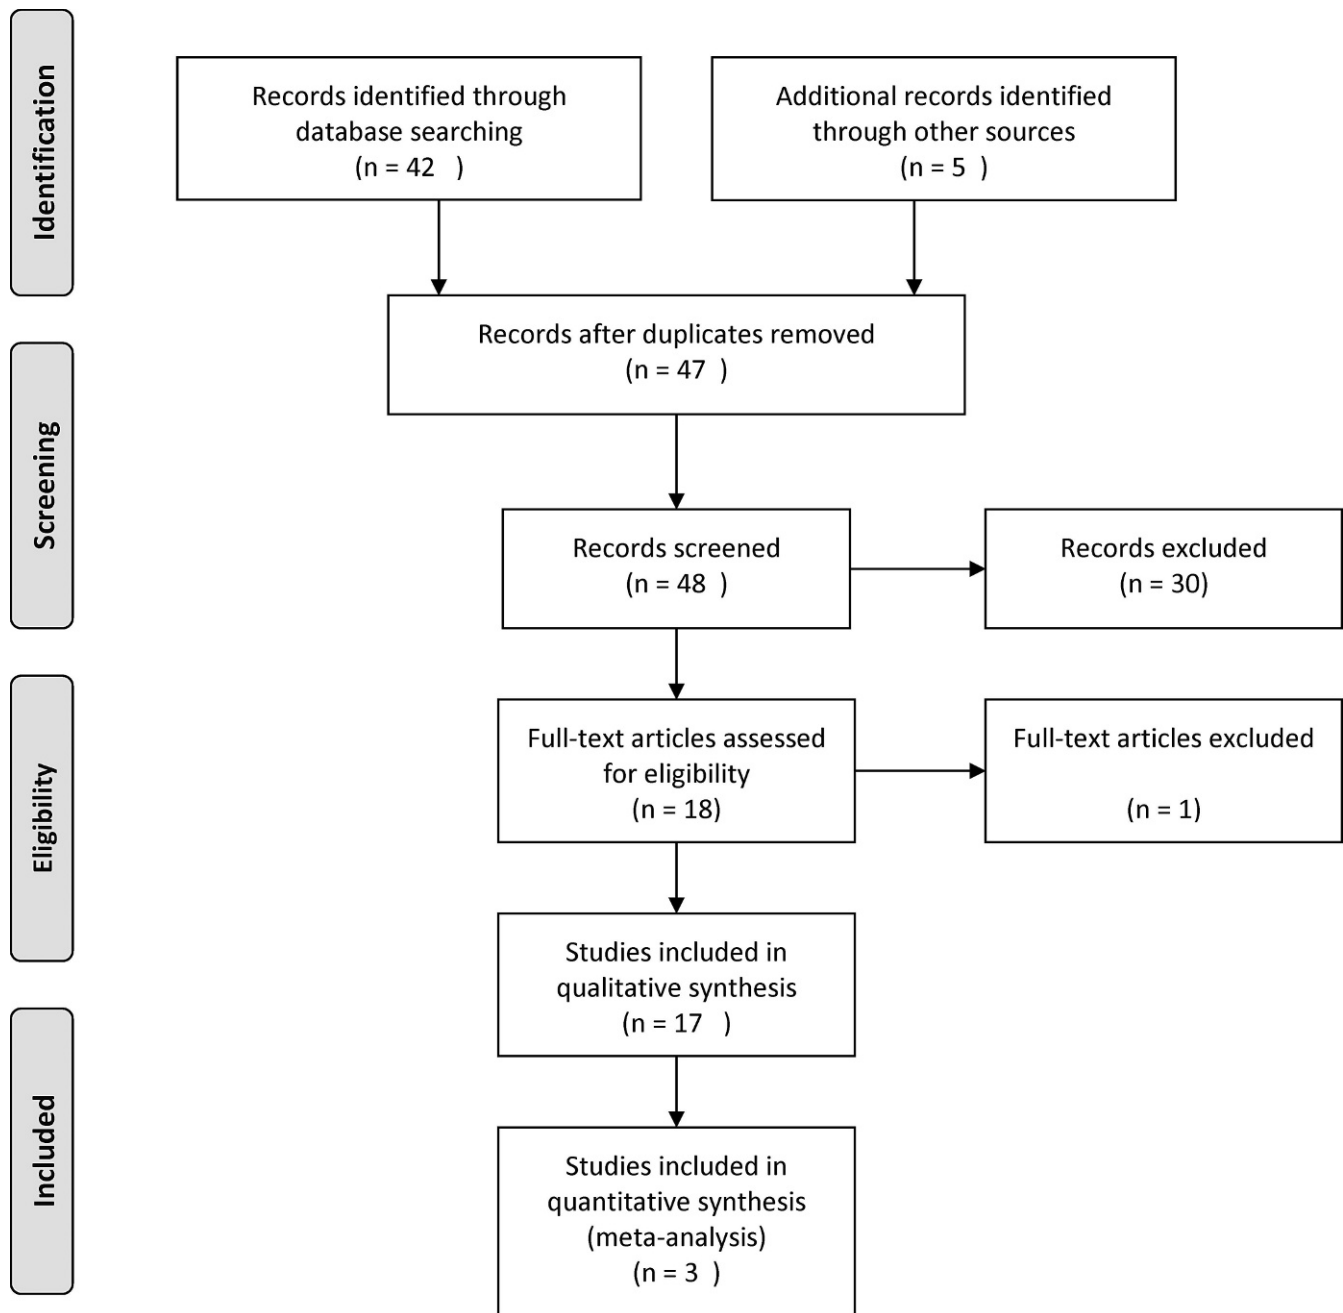 Identification
Records identified through
database searching
(n = 42   )
Additional records identified
through other sources
(n = 5   )
Records after duplicates removed
(n = 47   )
Screening
Records screened
(n = 48   )
Records excluded
(n = 30)
Eligibility
Full-text articles assessed
for eligibility
(n = 18)
Full-text articles excluded
(n = 1)
Studies included in
qualitative synthesis
(n = 17   )
Included
Studies included in
quantitative synthesis
(meta-analysis)
(n = 3   )